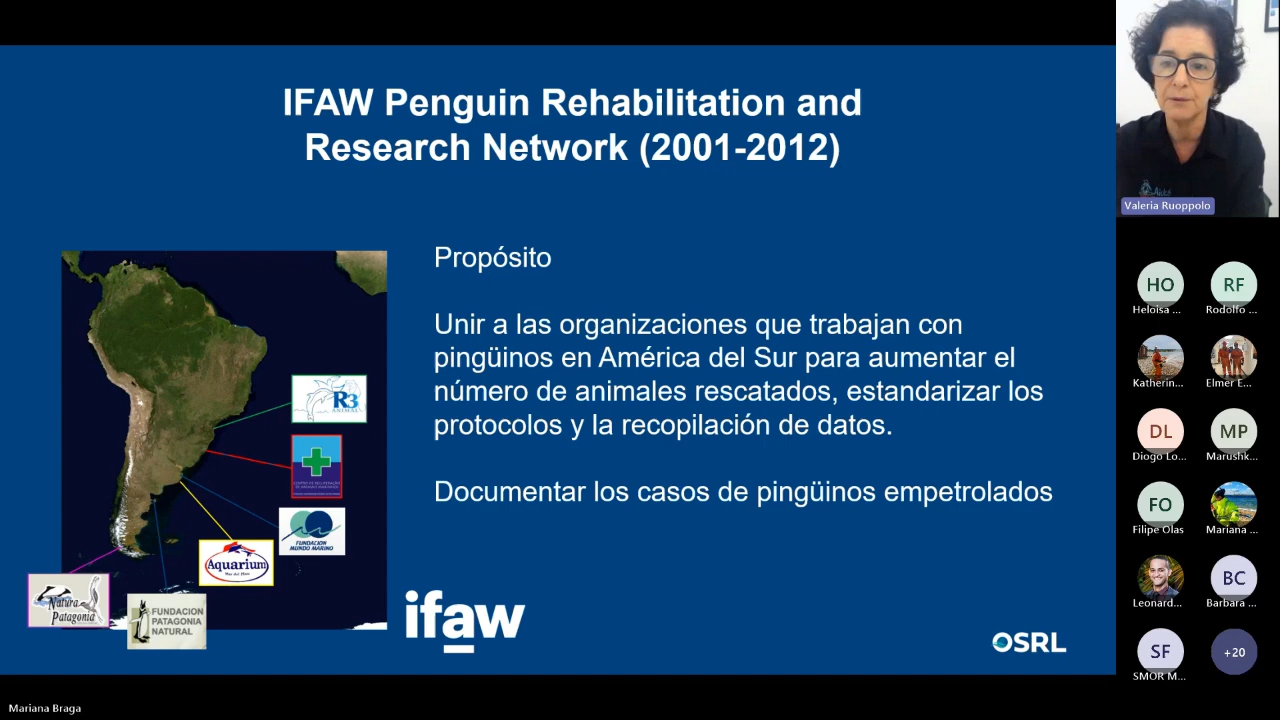 IFAW Penguin Rehabilitation and
Research Network (2001-2012)
Propósito
Unir a las organizaciones que trabajan con
pingüinos en América del Sur para aumentar el
número de animales rescatados, estandarizar los
protocolos y la recopilación de datos.
Documentar los casos de pingüinos empetrolados
R3
ANIMAL
FUNDACION
MUNDO MARINO
Aquarium
Mar del Plata
Natura
Patagonia
FUNDACION
PATAGONIA
NATURAL
ifaw
OSRL
Valeria Ruoppolo
HO
Heloisa ...
RF
Rodolfo ...
Katherin...
Elmer E...
DL
Diogo Lo...
MP
Marushk...
FO
Filipe Olas
Mariana ...
Leonard...
BC
Barbara ...
SF
SMOR M...
+20
Mariana Braga